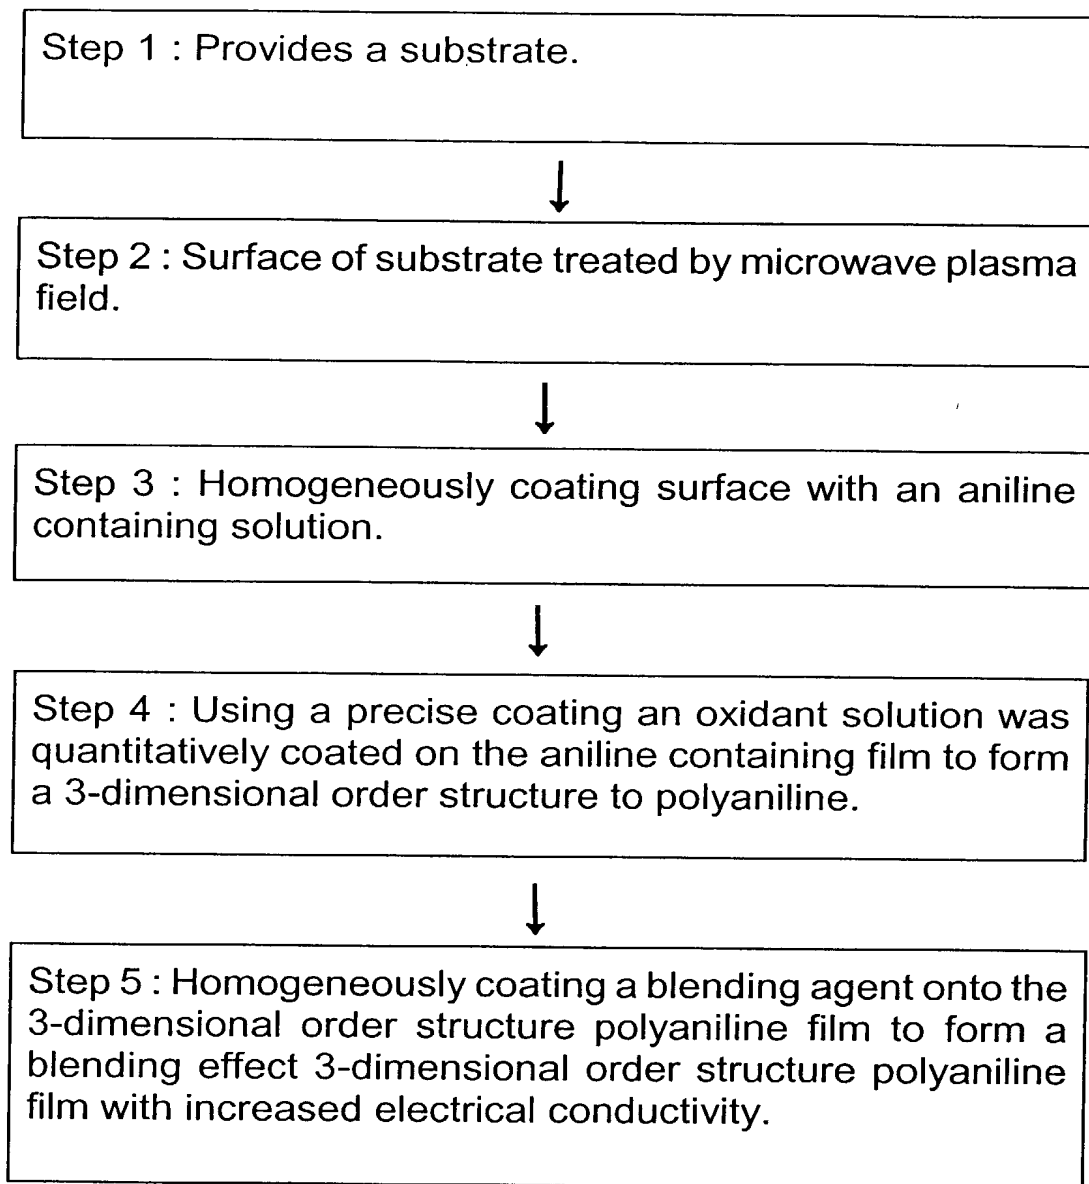 Step 1 : Provides a substrate.
Step 2 : Surface of substrate treated by microwave plasma
field.
Step 3 : Homogeneously coating surface with an aniline
containing solution.
Step 4 : Using a precise coating an oxidant solution was
quantitatively coated on the aniline containing film to form
a 3-dimensional order structure to polyaniline.
Step 5 : Homogeneously coating a blending agent onto the
3-dimensional order structure polyaniline film to form a
blending effect 3-dimensional order structure polyaniline
film with increased electrical conductivity.